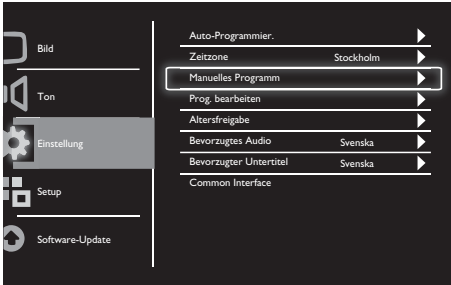 Bild
Ton
Einstellung
Setup
Software-Update
Auto-Programmier.
Zeitzone Stockholm
Manuelles Programm
Prog. bearbeiten
Altersfreigabe
Bevorzugtes Audio Svenska
Bevorzugter Untertitel Svenska
Common Interface